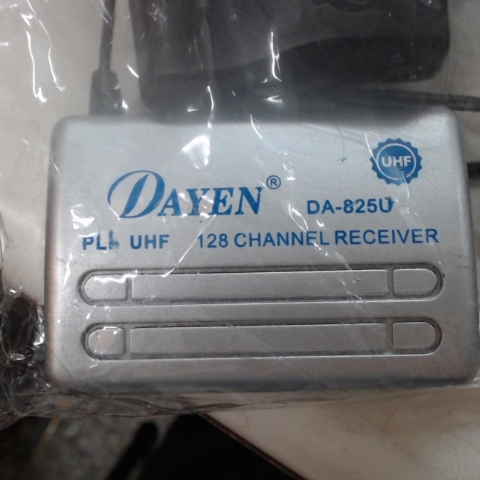 UHF
DAYEN® DA-825U
PLL UHF 128 CHANNEL RECEIVER